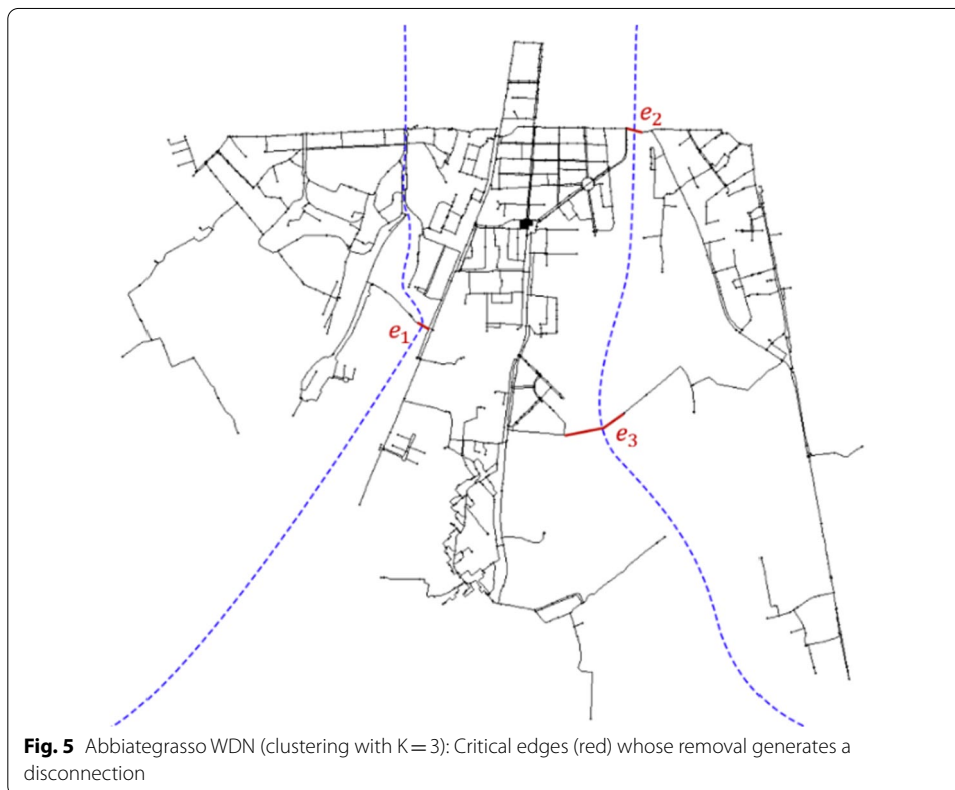 e2
e1
e3
Fig. 5 Abbiategrasso WDN (clustering with K=3): Critical edges (red) whose removal generates a
disconnection